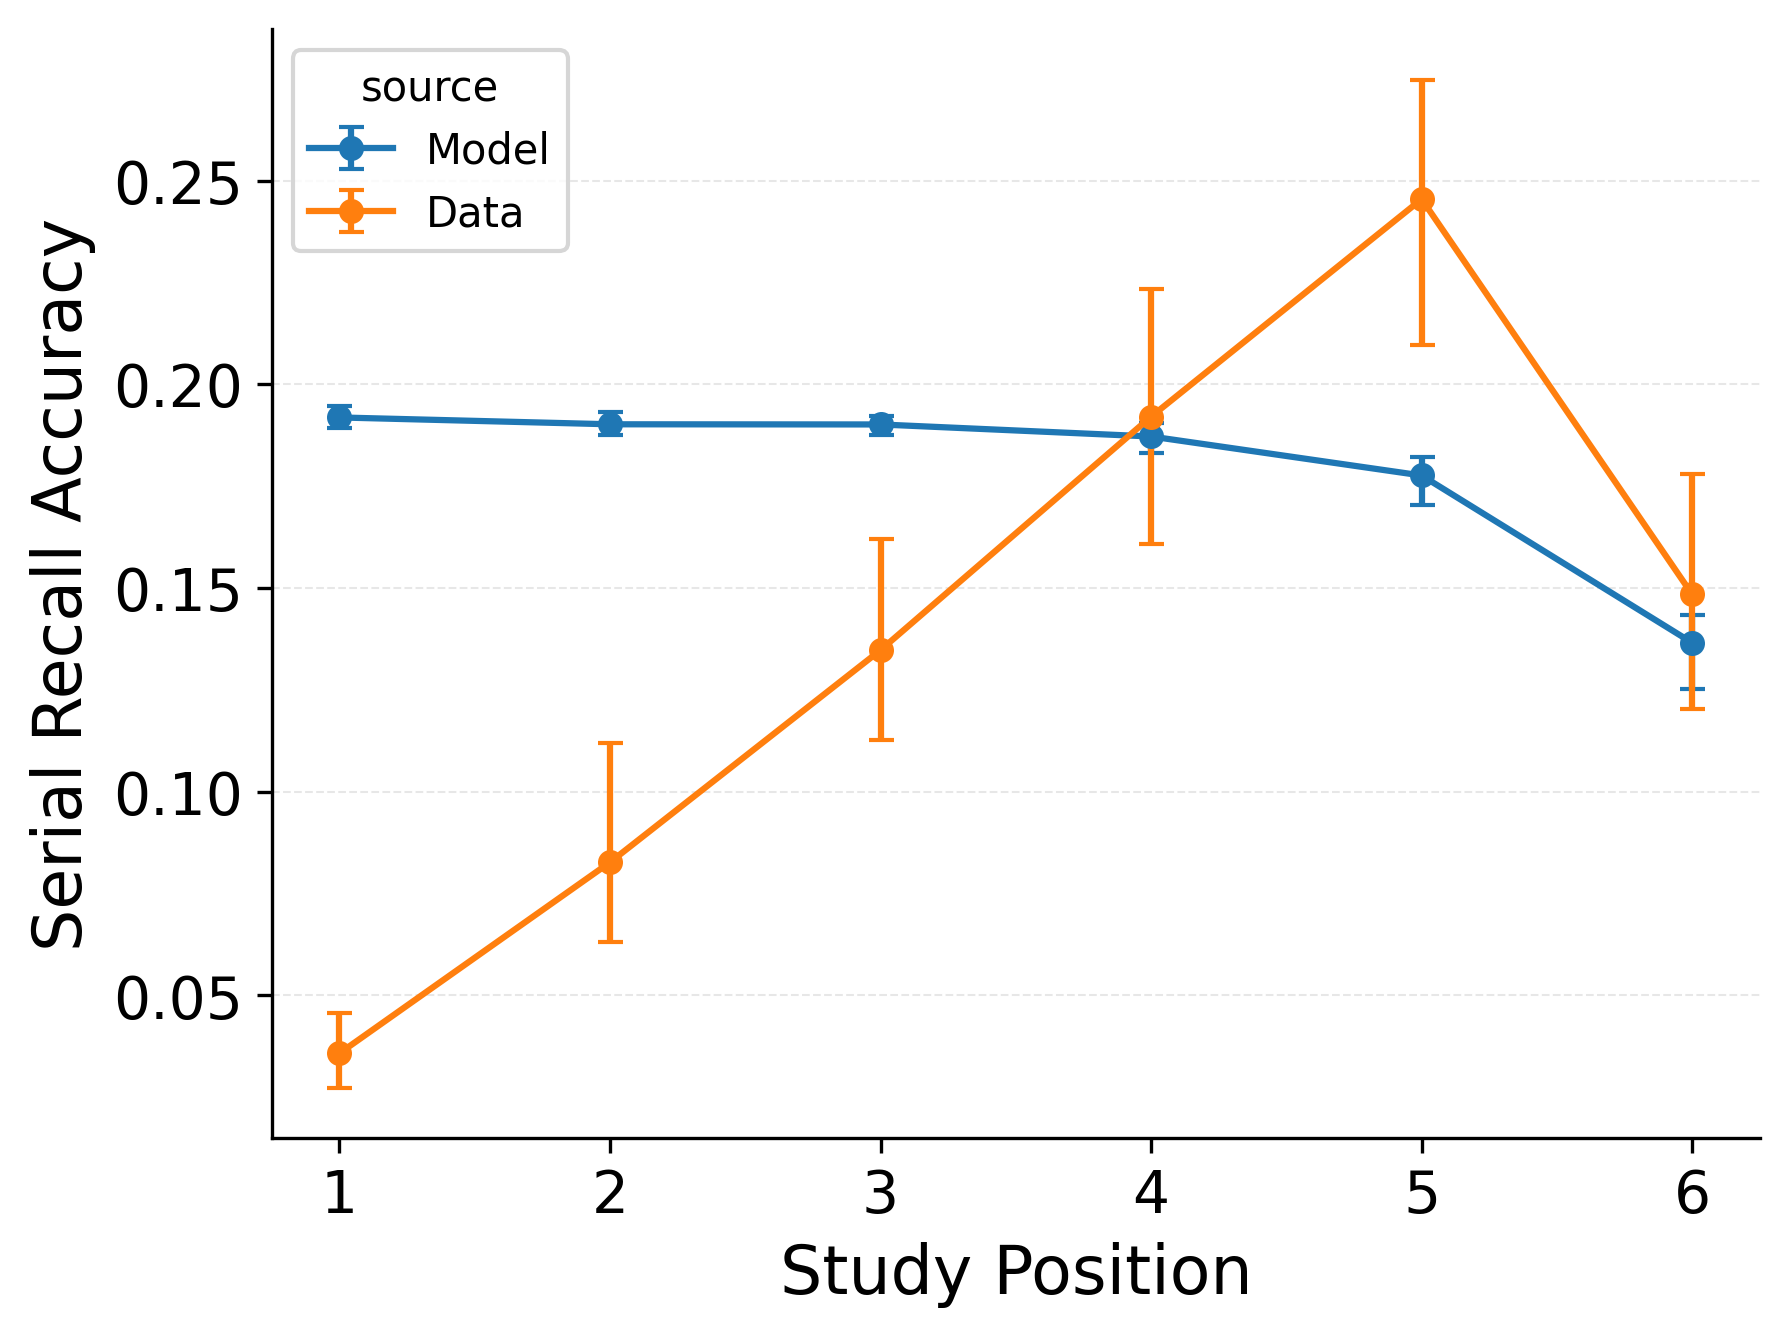 source
Model
Data
Serial Recall Accuracy
0.25
0.20
0.15
0.10
0.05
1 2 3 4 5 6
Study Position